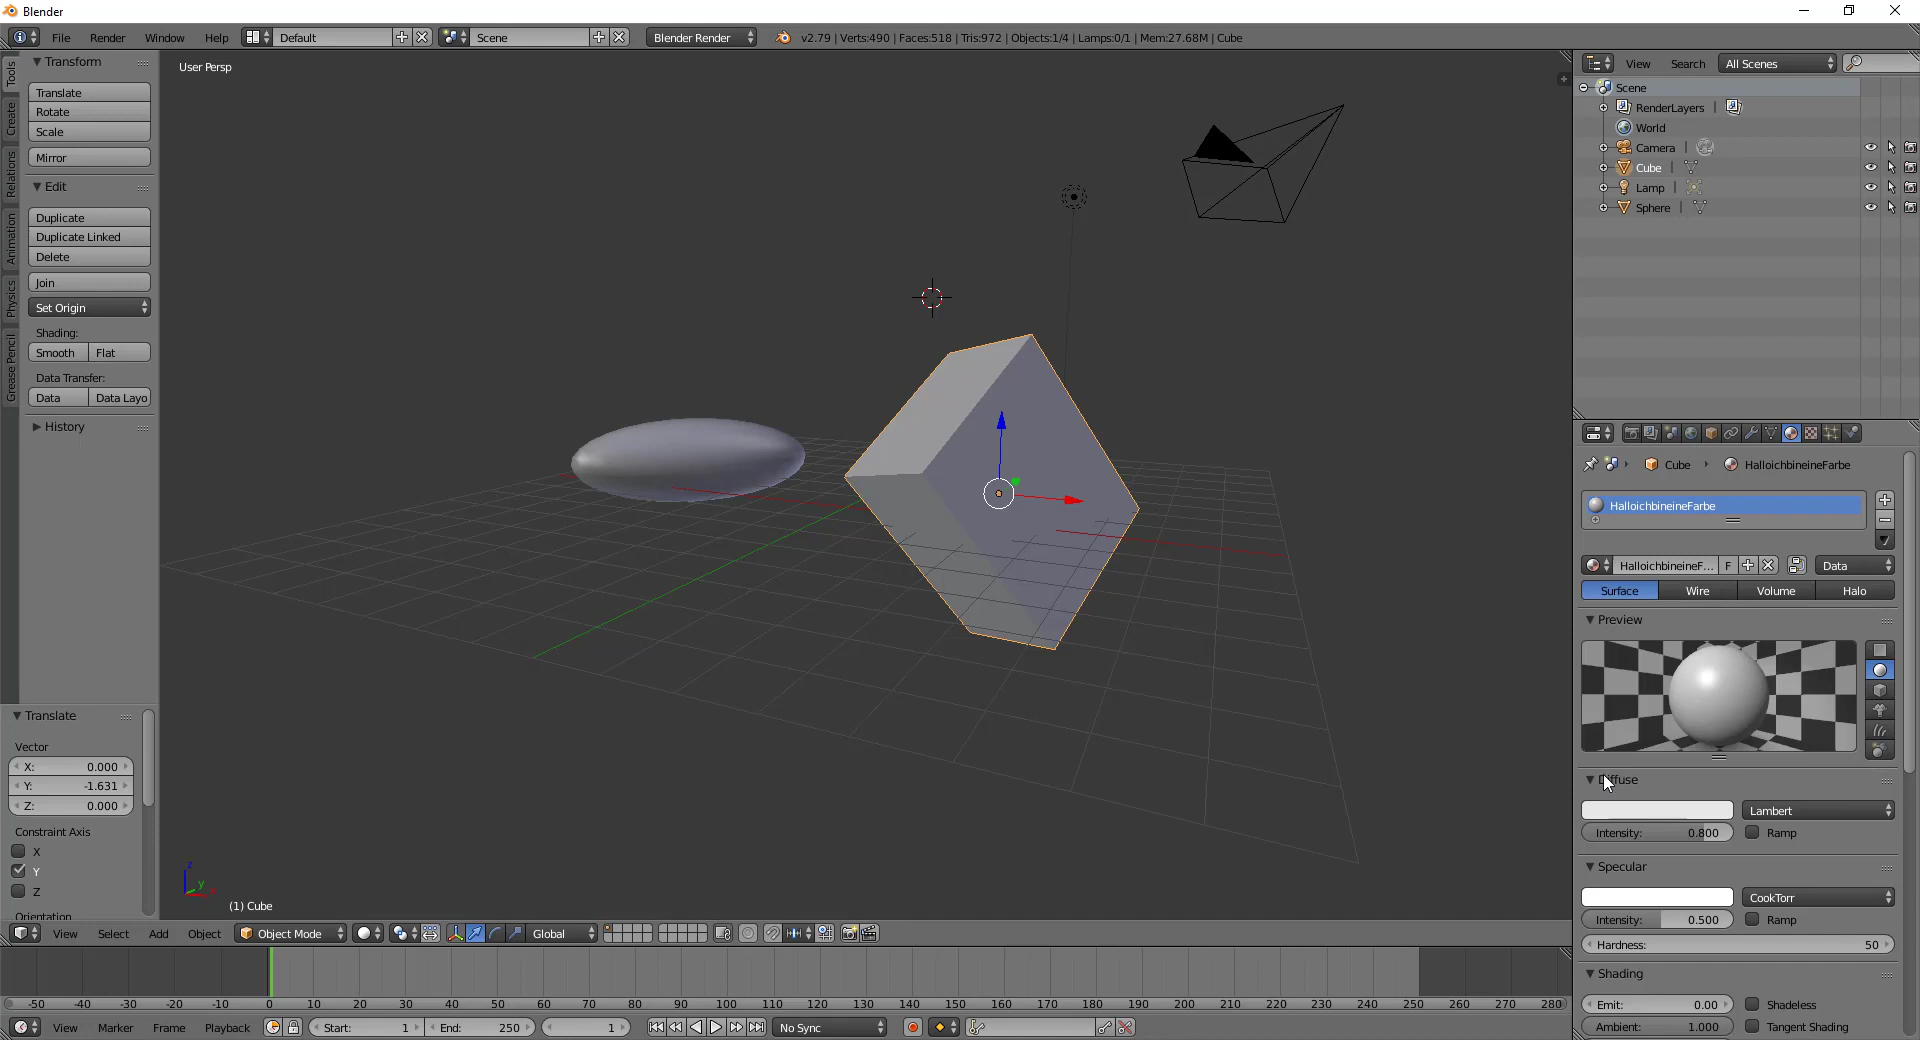 Blender
File Render Window Help Default Scene Blender Render v2.79 | Verts:490 | Faces:518 | Tris:972 | Objects:1/4 | Lamps:0/1 | Mem:27.68M | Cube
Tools
Create
Relations
Animation
Physics
Grease Pencil
Transform
Translate
Rotate
Scale
Mirror
Edit
Duplicate
Duplicate Linked
Delete
Join
Set Origin
Shading:
Smooth Flat
Data Transfer:
Data Data Layo
History
Translate
Vector
X: 0.000
Y: -1.631
Z: 0.000
Constraint Axis
X
Y
Z
Orientation
User Persp
z
y
(1) Cube
View Select Add Object Object Mode Global
-50 -40 -30 -20 -10 0 10 20 30 40 50 60 70 80 90 100 110 120 130 140 150 160 170 180 190 200 210 220 230 240 250 260 270 280
View Marker Frame Playback Start: 1 End: 250 1 No Sync
View Search All Scenes
Scene
RenderLayers |
World
Camera |
Cube |
Lamp |
Sphere |
Cube HalloichbineineFarbe
HalloichbineineFarbe
HalloichbineineF... F Data
Surface Wire Volume Halo
Preview
Diffuse
Lambert
Intensity: 0.800 Ramp
Specular
CookTorr
Intensity: 0.500 Ramp
Hardness: 50
Shading
Emit: 0.00 Shadeless
Ambient: 1.000 Tangent Shading